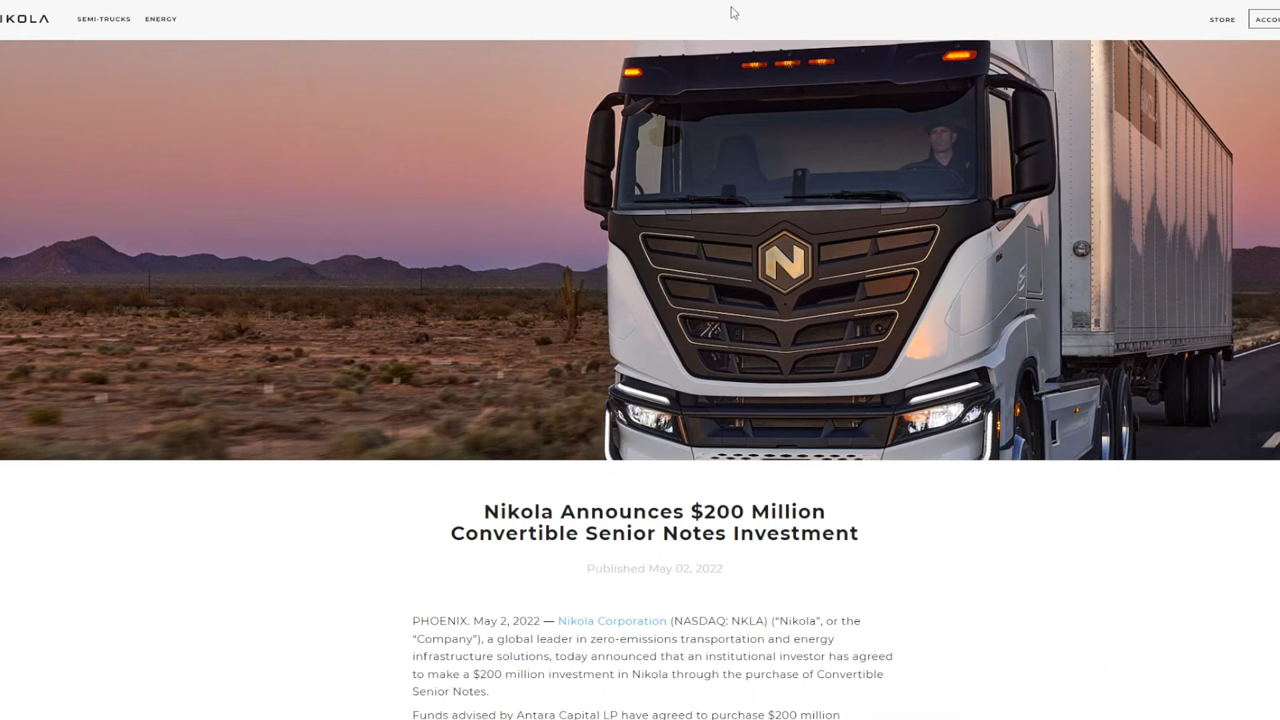 IKOLA
SEMI-TRUCKS ENERGY STORE ACCOU
N
Nikola Announces $200 Million
Convertible Senior Notes Investment
Published May 02, 2022
PHOENIX. May 2, 2022 — Nikola Corporation (NASDAQ: NKLA) (“Nikola”, or the
“Company”), a global leader in zero-emissions transportation and energy
infrastructure solutions, today announced that an institutional investor has agreed
to make a $200 million investment in Nikola through the purchase of Convertible
Senior Notes.
Funds advised by Antara Capital LP have agreed to purchase $200 million